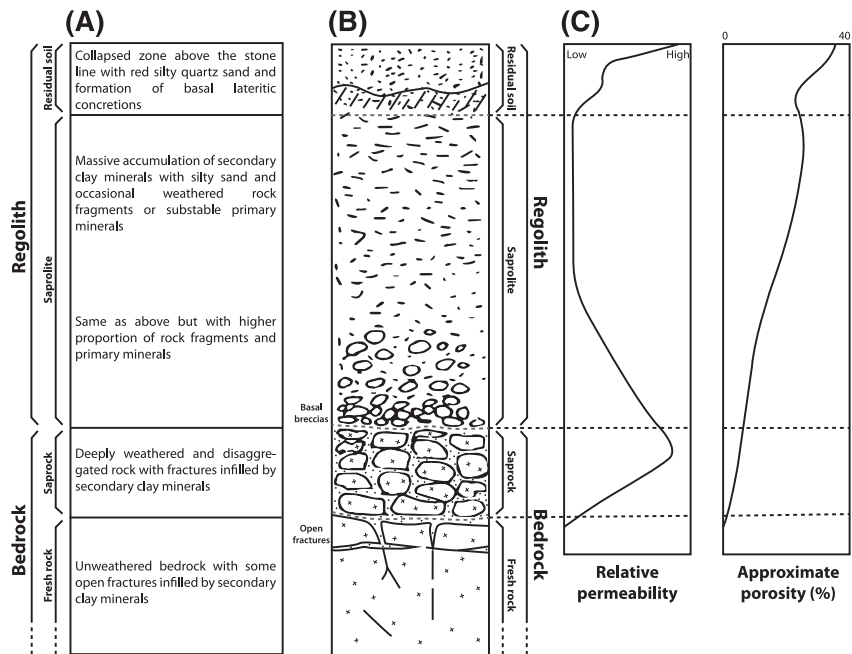 (A)
(B)
(C)
Regolith
Bedrock
Residual soil
Saprolite
Saprock
Fresh rock
Collapsed zone above the stone
line with red silty quartz sand and
formation of basal lateritic
concretions
Massive accumulation of secondary
clay minerals with silty sand and
occasional weathered rock
fragments or substable primary
minerals
Same as above but with higher
proportion of rock fragments and
primary minerals
Deeply weathered and disaggre-
gated rock with fractures infilled by
secondary clay minerals
Unweathered bedrock with some
open fractures infilled by secondary
clay minerals
Basal
breccias
Open
fractures
Residual soil
Saprolite
Saprock
Fresh rock
Regolith
Bedrock
Low
High
Relative
permeability
0
40
Approximate
porosity (%)